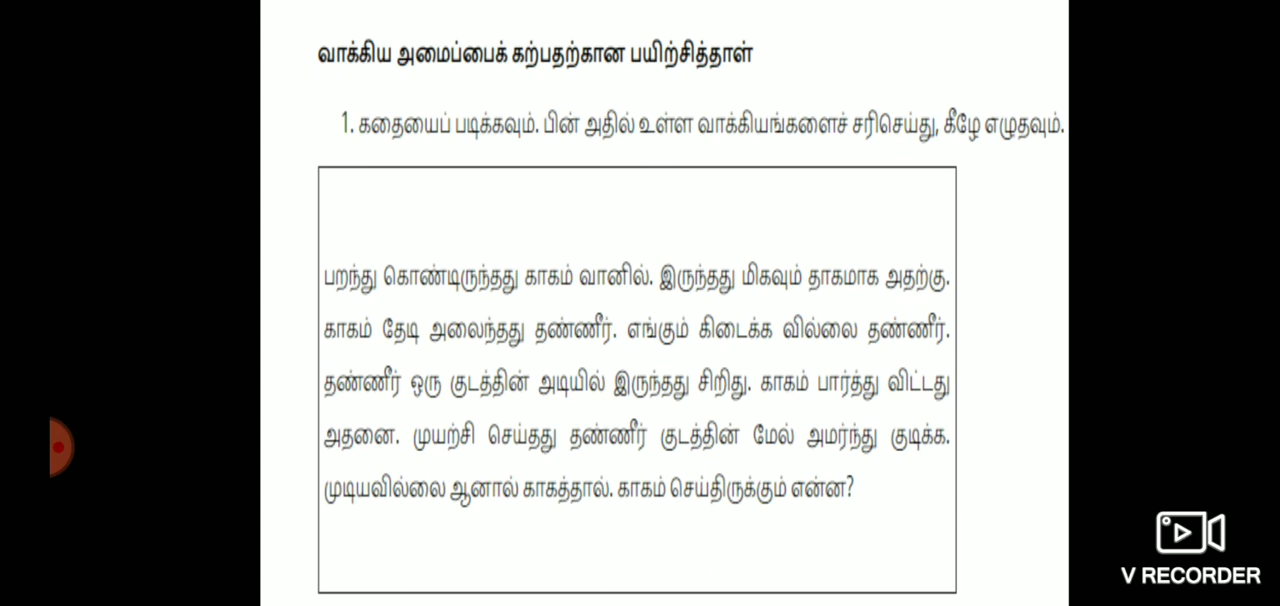 வாக்கிய அமைப்பைக் கற்பதற்கான பயிற்சித்தாள்
1. கதையைப் படிக்கவும். பின் அதில் உள்ள வாக்கியங்களைச் சரிசெய்து, கீழே எழுதவும்.
பறந்து கொண்டிருந்தது காகம் வானில். இருந்தது மிகவும் தாகமாக அதற்கு.
காகம் தேடி அலைந்தது தண்ணீர். எங்கும் கிடைக்க வில்லை தண்ணீர்.
தண்ணீர் ஒரு குடத்தின் அடியில் இருந்தது சிறிது. காகம் பார்த்து விட்டது
அதனை. முயற்சி செய்தது தண்ணீர் குடத்தின் மேல் அமர்ந்து குடிக்க.
முடியவில்லை ஆனால் காகத்தால். காகம் செய்திருக்கும் என்ன?
V RECORDER